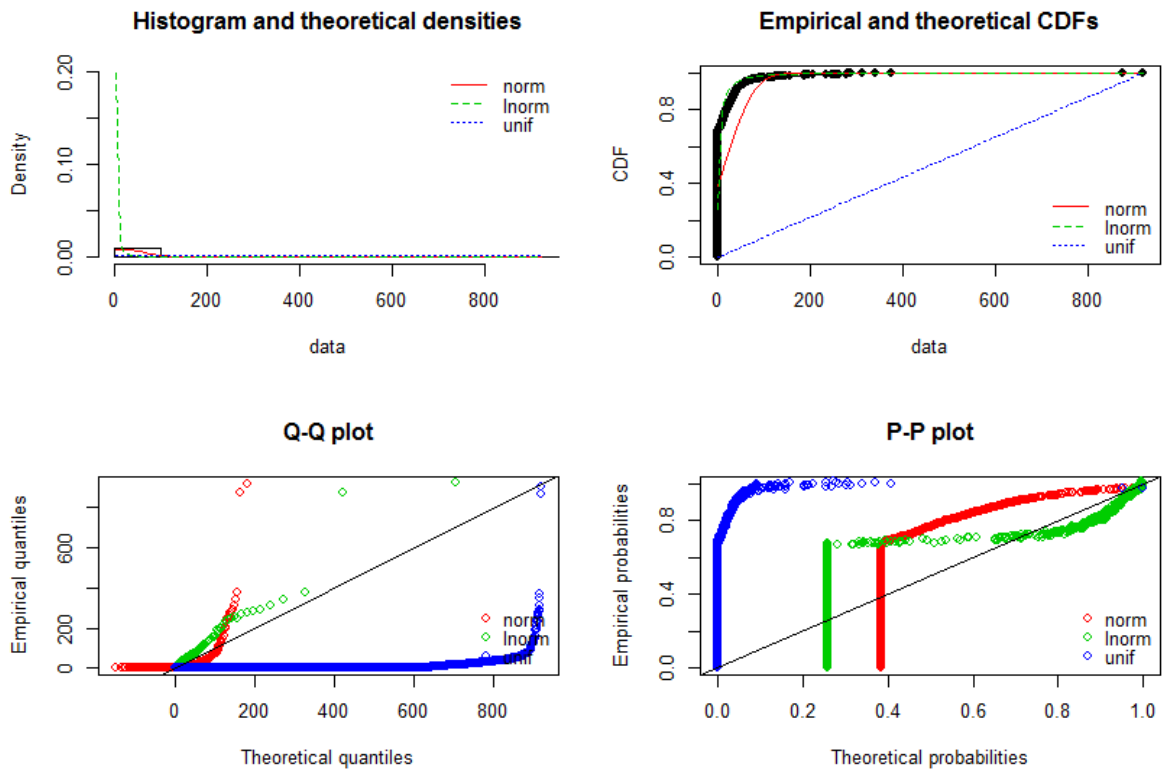 Histogram and theoretical densities
Density
0.00
0.10
0.20
norm
lnorm
unif
0
200
400
600
800
data
Empirical and theoretical CDFs
CDF
0.0
0.4
0.8
norm
lnorm
unif
0
200
400
600
800
data
Q-Q plot
Empirical quantiles
0
200
600
norm
lnorm
unif
0
200
400
600
800
Theoretical quantiles
P-P plot
Empirical probabilities
0.0
0.4
0.8
norm
lnorm
unif
0.0
0.2
0.4
0.6
0.8
1.0
Theoretical probabilities